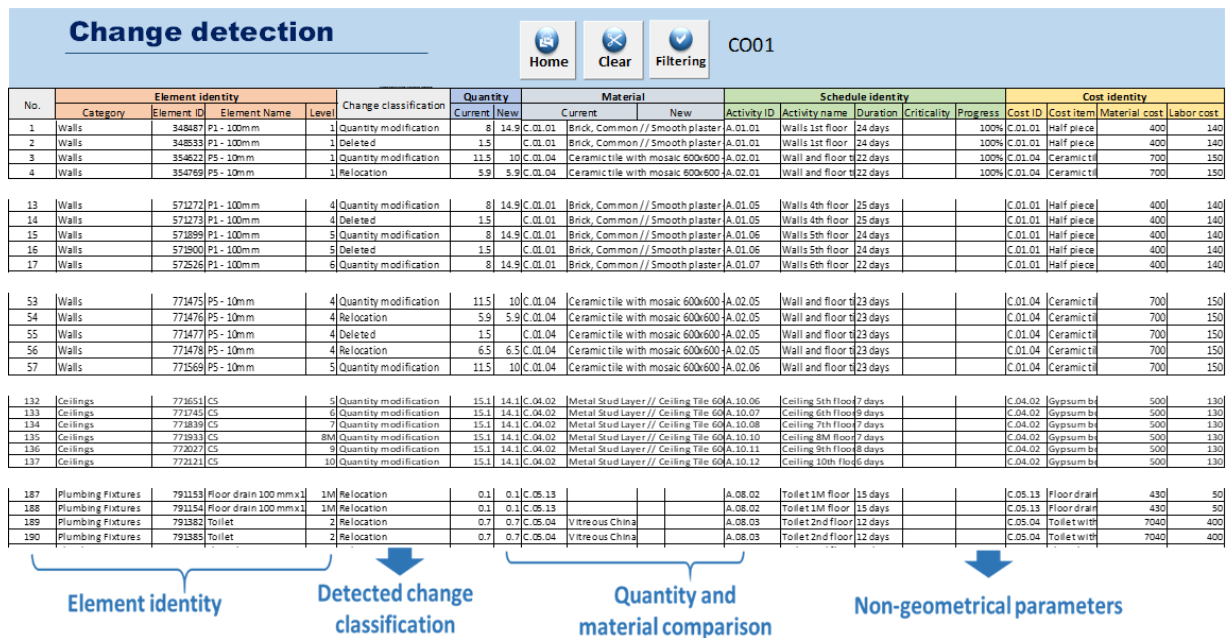 Change detection
Home Clear Filtering CO01
No. Element identity Change classification Quantity Material Schedule identity Cost identity
Category Element ID Element Name Level Current New Current New Activity ID Activity name Duration Criticality Progress Cost ID Cost item Material cost Labor cost
1 Walls 348487 P1 - 100mm 1 Quantity modification 8 14.9 C.01.01 Brick, Common // Smooth plaster A.01.01 Walls 1st floor 24 days 100% C.01.01 Half piece 400 140
2 Walls 348533 P1 - 100mm 1 Deleted 1.5 C.01.01 Brick, Common // Smooth plaster A.01.01 Walls 1st floor 24 days 100% C.01.01 Half piece 400 140
3 Walls 354622 P5 - 10mm 1 Quantity modification 11.5 10 C.01.04 Ceramic tile with mosaic 600x600 A.02.01 Wall and floor ti 22 days 100% C.01.04 Ceramic til 700 150
4 Walls 354769 P5 - 10mm 1 Relocation 5.9 5.9 C.01.04 Ceramic tile with mosaic 600x600 A.02.01 Wall and floor ti 22 days 100% C.01.04 Ceramic til 700 150
13 Walls 571272 P1 - 100mm 4 Quantity modification 8 14.9 C.01.01 Brick, Common // Smooth plaster A.01.05 Walls 4th floor 25 days C.01.01 Half piece 400 140
14 Walls 571273 P1 - 100mm 4 Deleted 1.5 C.01.01 Brick, Common // Smooth plaster A.01.05 Walls 4th floor 25 days C.01.01 Half piece 400 140
15 Walls 571899 P1 - 100mm 5 Quantity modification 8 14.9 C.01.01 Brick, Common // Smooth plaster A.01.06 Walls 5th floor 24 days C.01.01 Half piece 400 140
16 Walls 571900 P1 - 100mm 5 Deleted 1.5 C.01.01 Brick, Common // Smooth plaster A.01.06 Walls 5th floor 24 days C.01.01 Half piece 400 140
17 Walls 572526 P1 - 100mm 6 Quantity modification 8 14.9 C.01.01 Brick, Common // Smooth plaster A.01.07 Walls 6th floor 22 days C.01.01 Half piece 400 140
53 Walls 771475 P5 - 10mm 4 Quantity modification 11.5 10 C.01.04 Ceramic tile with mosaic 600x600 A.02.05 Wall and floor ti 23 days C.01.04 Ceramic til 700 150
54 Walls 771476 P5 - 10mm 4 Relocation 5.9 5.9 C.01.04 Ceramic tile with mosaic 600x600 A.02.05 Wall and floor ti 23 days C.01.04 Ceramic til 700 150
55 Walls 771477 P5 - 10mm 4 Deleted 1.5 C.01.04 Ceramic tile with mosaic 600x600 A.02.05 Wall and floor ti 23 days C.01.04 Ceramic til 700 150
56 Walls 771478 P5 - 10mm 4 Relocation 6.5 6.5 C.01.04 Ceramic tile with mosaic 600x600 A.02.05 Wall and floor ti 23 days C.01.04 Ceramic til 700 150
57 Walls 771569 P5 - 10mm 5 Quantity modification 11.5 10 C.01.04 Ceramic tile with mosaic 600x600 A.02.06 Wall and floor ti 23 days C.01.04 Ceramic til 700 150
132 Ceilings 771651 C5 5 Quantity modification 15.1 14.1 C.04.02 Metal Stud Layer // Ceiling Tile 60 A.10.06 Ceiling 5th floor 7 days C.04.02 Gypsum bo 500 130
133 Ceilings 771745 C5 6 Quantity modification 15.1 14.1 C.04.02 Metal Stud Layer // Ceiling Tile 60 A.10.07 Ceiling 6th floor 9 days C.04.02 Gypsum bo 500 130
134 Ceilings 771839 C5 7 Quantity modification 15.1 14.1 C.04.02 Metal Stud Layer // Ceiling Tile 60 A.10.08 Ceiling 7th floor 7 days C.04.02 Gypsum bo 500 130
135 Ceilings 771933 C5 8M Quantity modification 15.1 14.1 C.04.02 Metal Stud Layer // Ceiling Tile 60 A.10.10 Ceiling 8M floor 7 days C.04.02 Gypsum bo 500 130
136 Ceilings 772027 C5 9 Quantity modification 15.1 14.1 C.04.02 Metal Stud Layer // Ceiling Tile 60 A.10.11 Ceiling 9th floor 8 days C.04.02 Gypsum bo 500 130
137 Ceilings 772121 C5 10 Quantity modification 15.1 14.1 C.04.02 Metal Stud Layer // Ceiling Tile 60 A.10.12 Ceiling 10th floo 6 days C.04.02 Gypsum bo 500 130
187 Plumbing Fixtures 791153 Floor drain 100 mm x 1 1M Relocation 0.1 0.1 C.05.13 A.08.02 Toilet 1M floor 15 days C.05.13 Floor drain 430 50
188 Plumbing Fixtures 791154 Floor drain 100 mm x 1 1M Relocation 0.1 0.1 C.05.13 A.08.02 Toilet 1M floor 15 days C.05.13 Floor drain 430 50
189 Plumbing Fixtures 791382 Toilet 2 Relocation 0.7 0.7 C.05.04 Vitreous China A.08.03 Toilet 2nd floor 12 days C.05.04 Toilet with 7040 400
190 Plumbing Fixtures 791385 Toilet 2 Relocation 0.7 0.7 C.05.04 Vitreous China A.08.03 Toilet 2nd floor 12 days C.05.04 Toilet with 7040 400
Element identity
Detected change
classification
Quantity and
material comparison
Non-geometrical parameters